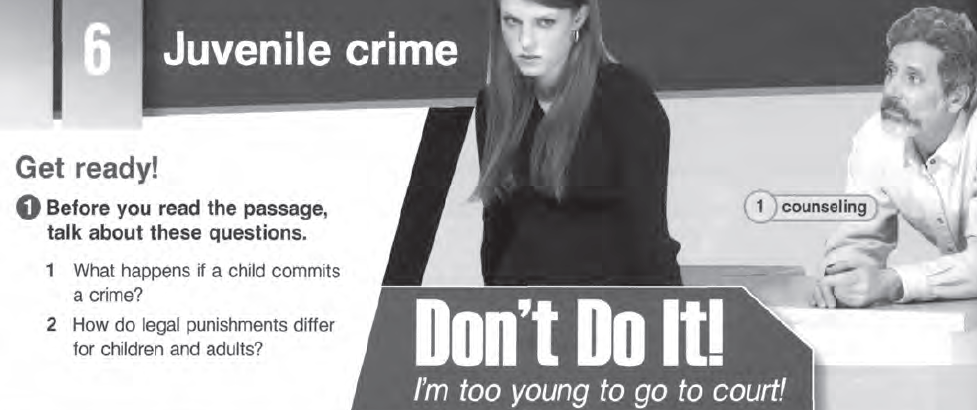 6 Juvenile crime
Get ready!
1 Before you read the passage,
talk about these questions.
1 What happens if a child commits
a crime?
2 How do legal punishments differ
for children and adults?
1 counseling
Don't Do It!
I'm too young to go to court!